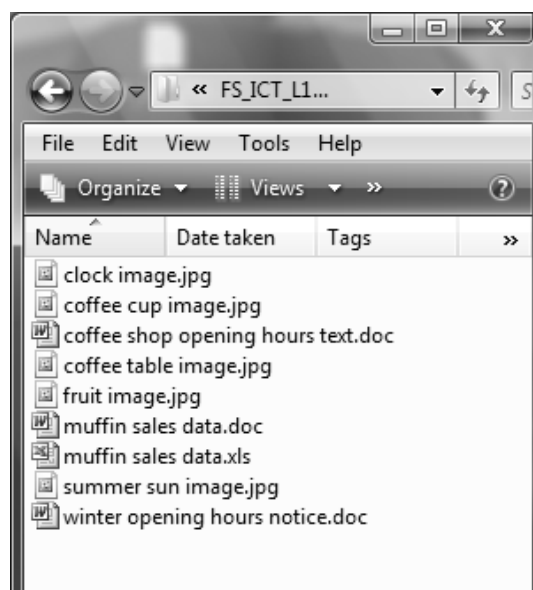 « FS_ICT_L1...
S
File Edit View Tools Help
Organize Views »
Name Date taken Tags »
clock image.jpg
coffee cup image.jpg
coffee shop opening hours text.doc
coffee table image.jpg
fruit image.jpg
muffin sales data.doc
muffin sales data.xls
summer sun image.jpg
winter opening hours notice.doc